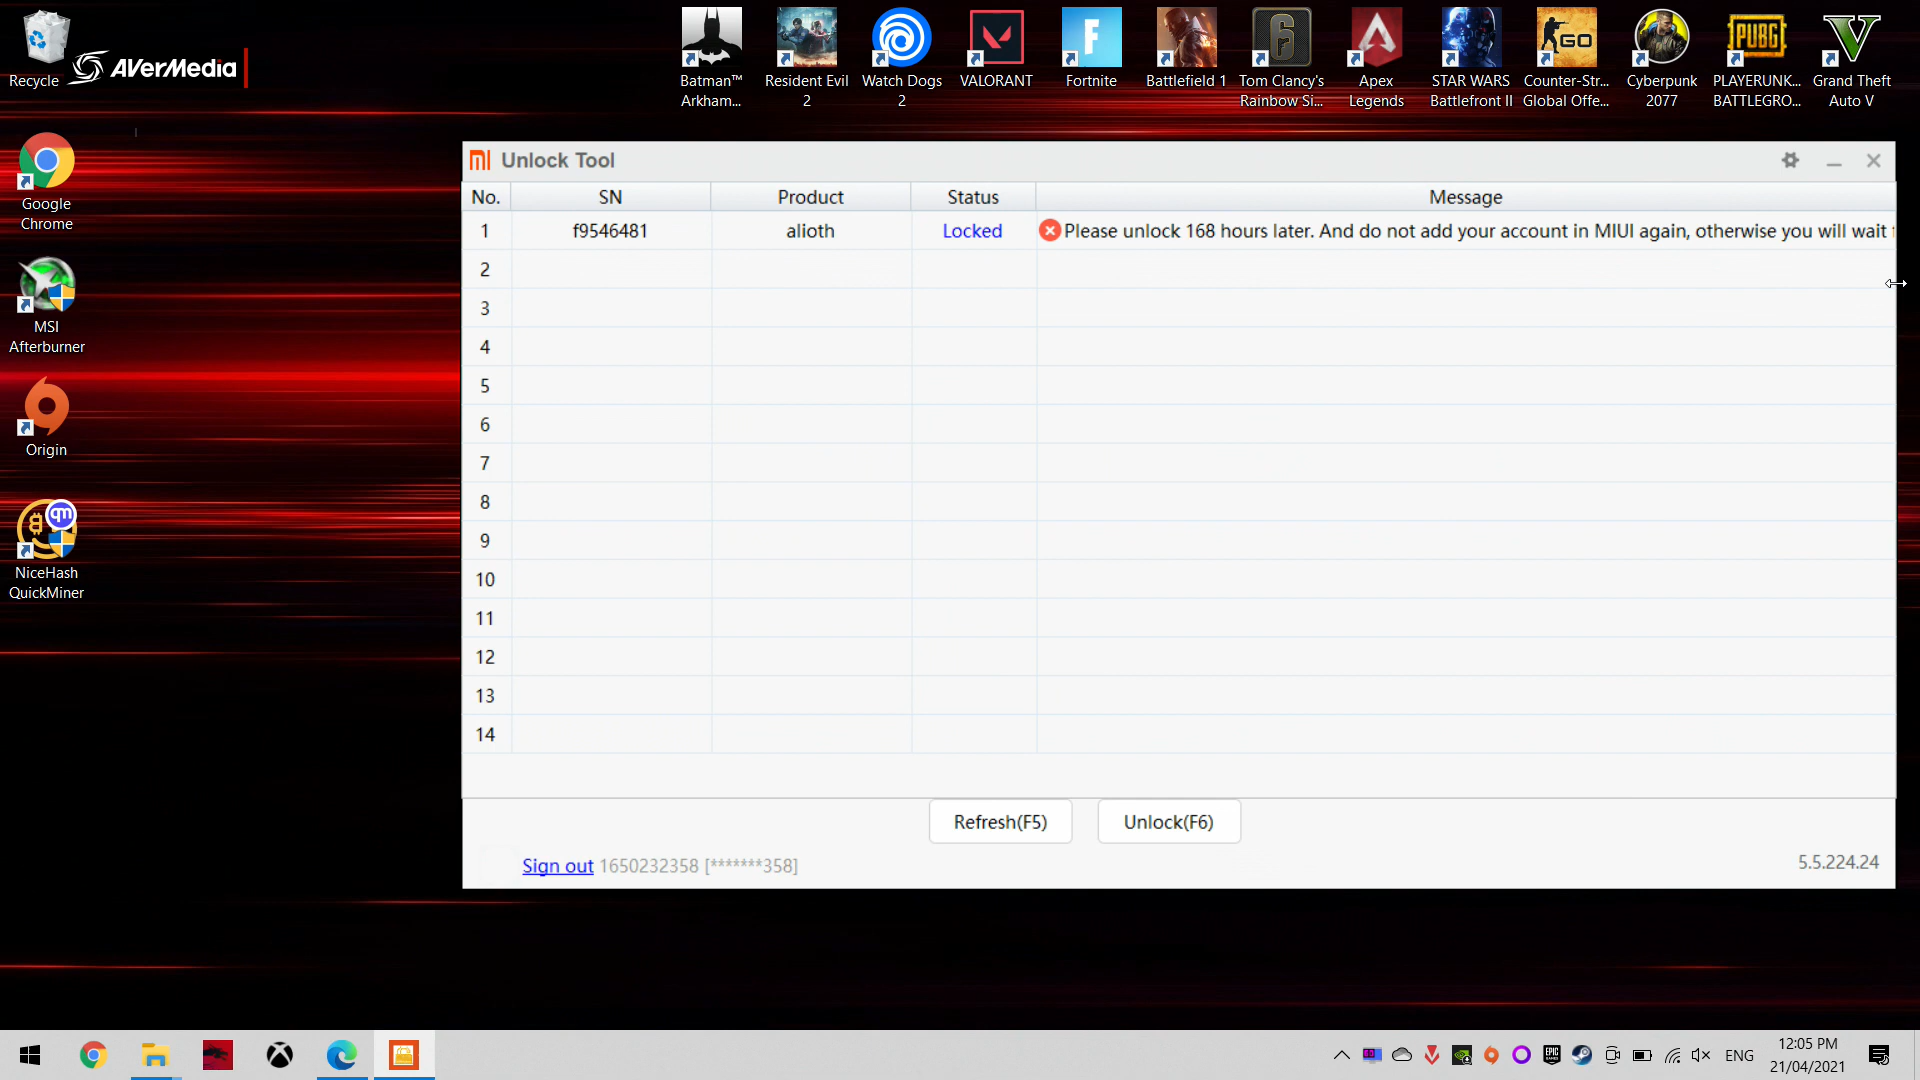 Recycle
AVerMedia
Batman™
Arkham...
Resident Evil
2
Watch Dogs
2
VALORANT
Fortnite
Battlefield 1
Tom Clancy's
Rainbow Si...
Apex
Legends
STAR WARS
Battlefront II
GO
Counter-Str...
Global Offe...
Cyberpunk
2077
PUBG
PLAYERUNK...
BATTLEGRO...
Grand Theft
Auto V
Google
Chrome
MSI
Afterburner
Origin
qm
NiceHash
QuickMiner
Unlock Tool
No. SN Product Status Message
1 f9546481 alioth Locked Please unlock 168 hours later. And do not add your account in MIUI again, otherwise you will wait
2
3
4
5
6
7
8
9
10
11
12
13
14
Refresh(F5) Unlock(F6)
Sign out 1650232358 [*******358]
5.5.224.24
ENG
12:05 PM
21/04/2021